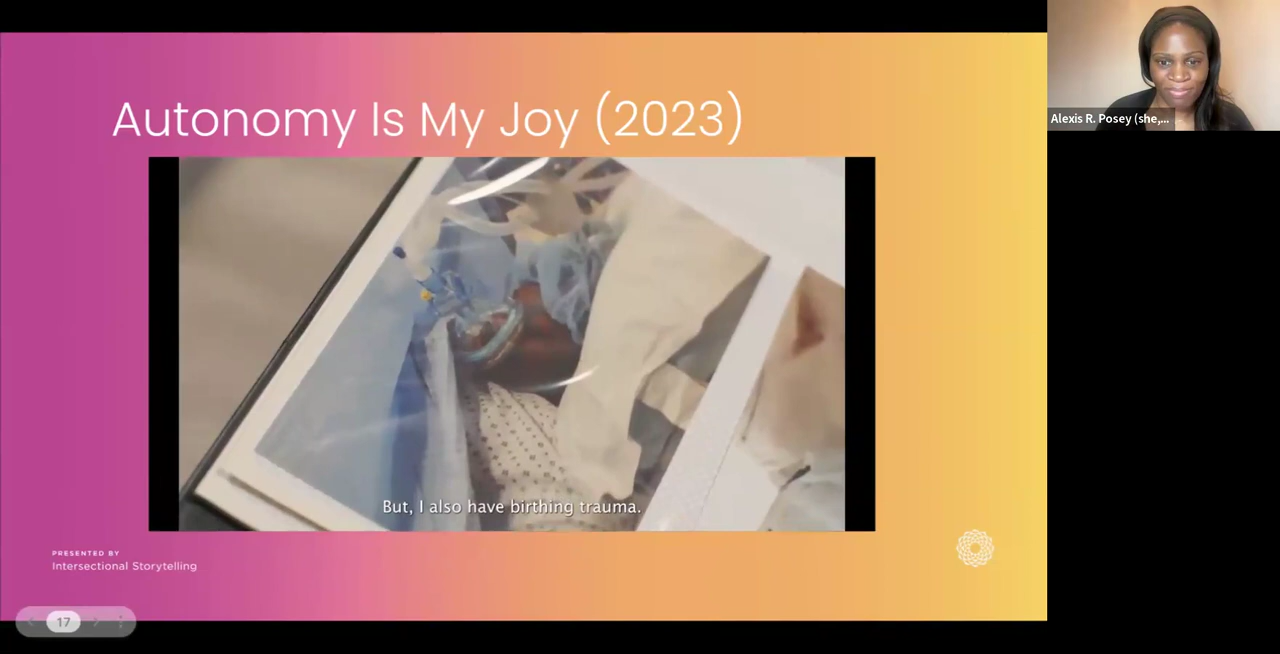 Autonomy Is My Joy (2023)
Alexis R. Posey (she,...
But, I also have birthing trauma.
PRESENTED BY
Intersectional Storytelling
17